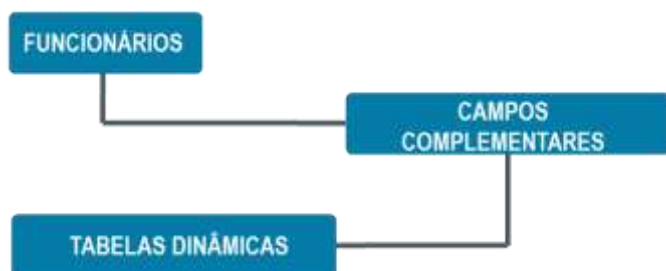 FUNCIONÁRIOS
CAMPOS
COMPLEMENTARES
TABELAS DINÂMICAS